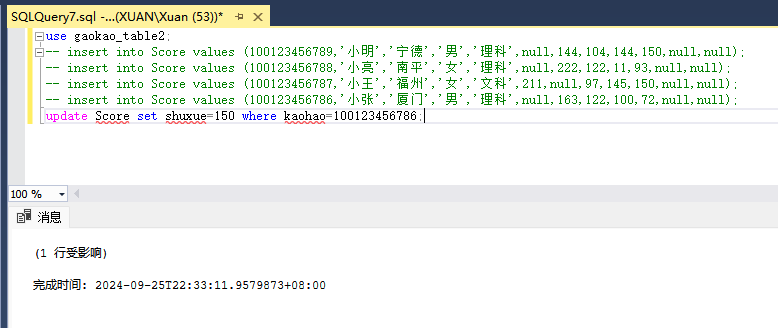 SQLQuery7.sql -...(XUAN\Xuan (53))*
use gaokao_table2;
-- insert into Score values (100123456789,'小明','宁德','男','理科',null,144,104,144,150,null,null);
-- insert into Score values (100123456788,'小亮','南平','女','理科',null,222,122,11,93,null,null);
-- insert into Score values (100123456787,'小王','福州','女','文科',211,null,97,145,150,null,null);
-- insert into Score values (100123456786,'小张','厦门','男','理科',null,163,122,100,72,null,null);
update Score set shuxue=150 where kaohao=100123456786;
100 %
消息
(1 行受影响)
完成时间: 2024-09-25T22:33:11.9579873+08:00